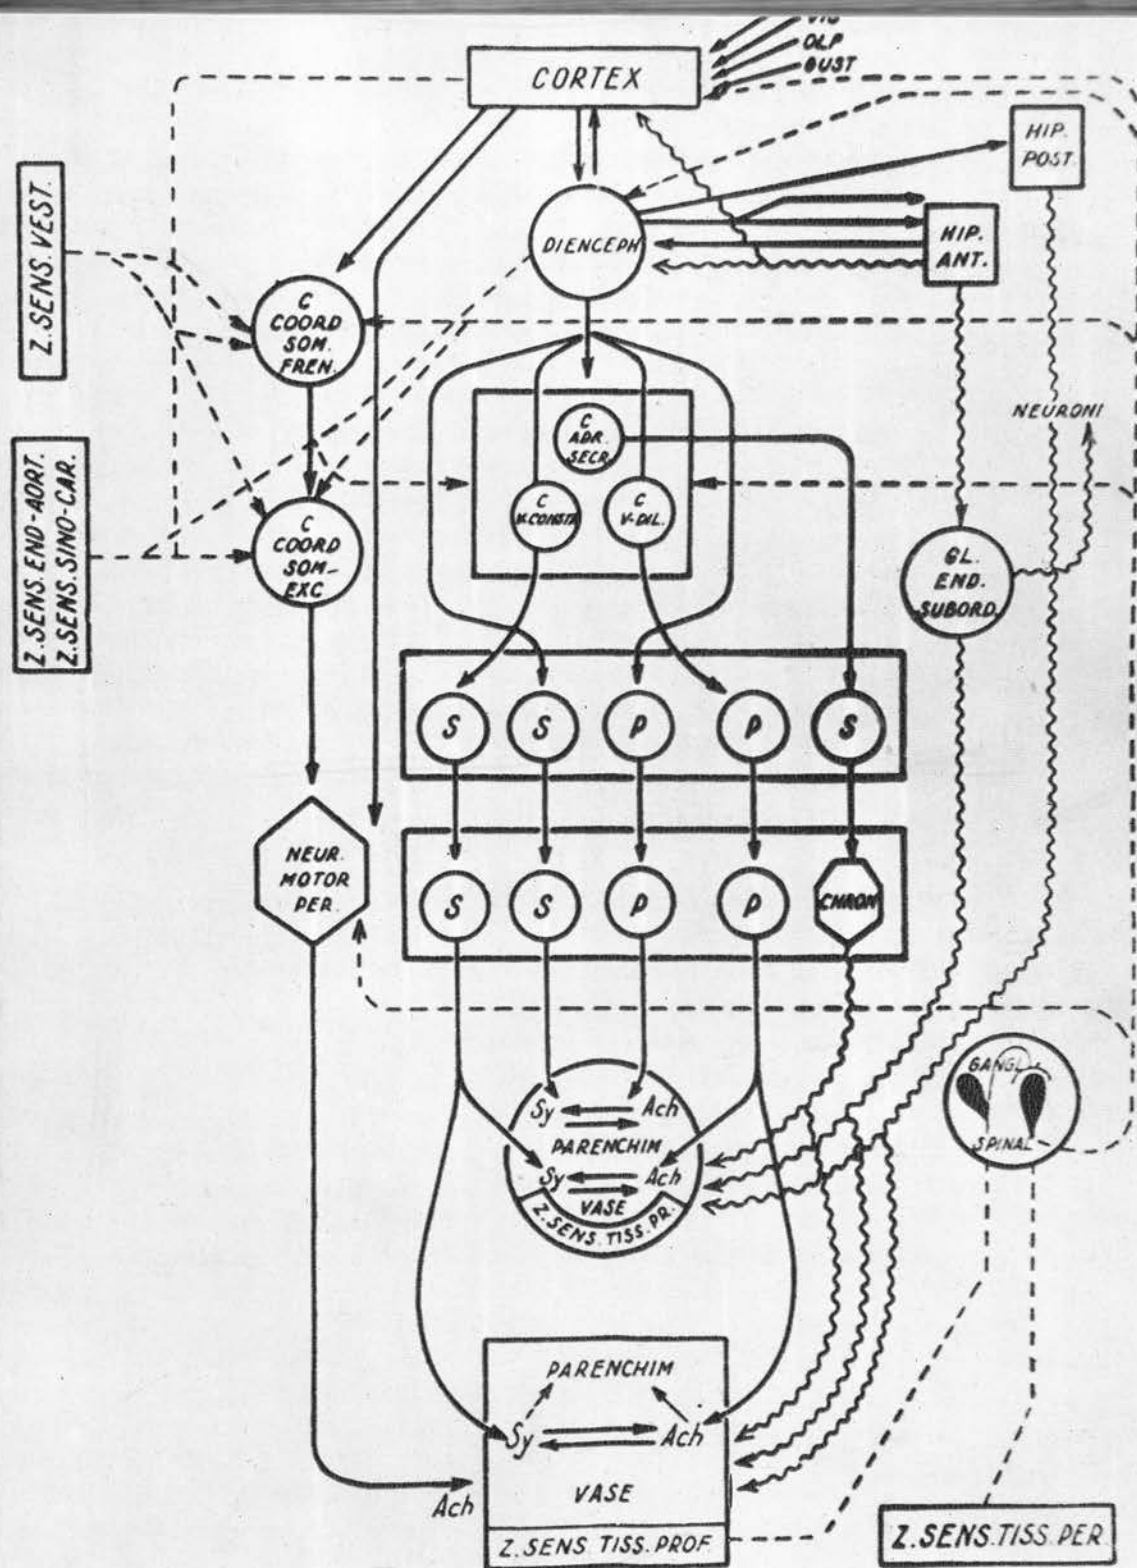 OLP
GUST
CORTEX
HIP.
POST.
Z.SENS.VEST.
DIENCEPH
HIP.
ANT.
C
COORD
SOM.
FREN.
NEURONI
C
ADR.
SECR.
Z.SENS.END-AORT.
Z.SENS.SINO-CAR.
C
V-CONSTR
C
V-DIL.
C
COORD
SOM-
EXC
GL.
END.
SUBORD.
S
S
P
P
S
NEUR.
MOTOR
PER.
S
S
P
P
CHROM
GANGL
SPINAL
Sy
Ach
PARENCHIM
Sy
Ach
VASE
Z.SENS.TISS.PR.
PARENCHIM
Sy
Ach
Ach
VASE
Z.SENS TISS.PROF.
Z.SENS.TISS.PER.